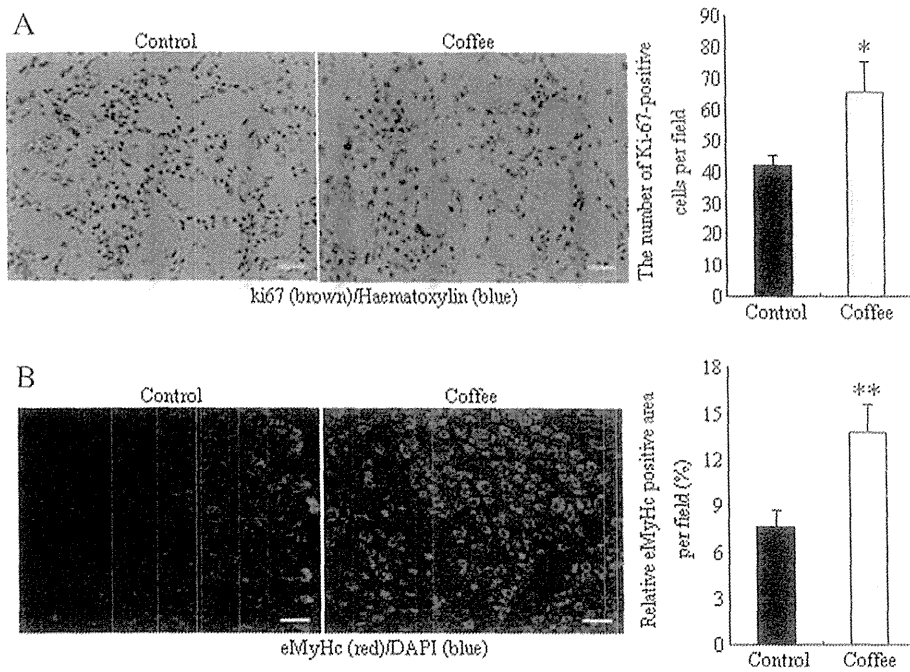 A
Control
Coffee
ki67 (brown)/Haematoxylin (blue)
The number of Ki-67-positive
cells per field
90
80
70
60
50
40
30
20
10
0
*
Control
Coffee
B
Control
Coffee
eMyHc (red)/DAPI (blue)
Relative eMyHc positive area
per field (%)
18
15
12
9
6
3
0
**
Control
Coffee